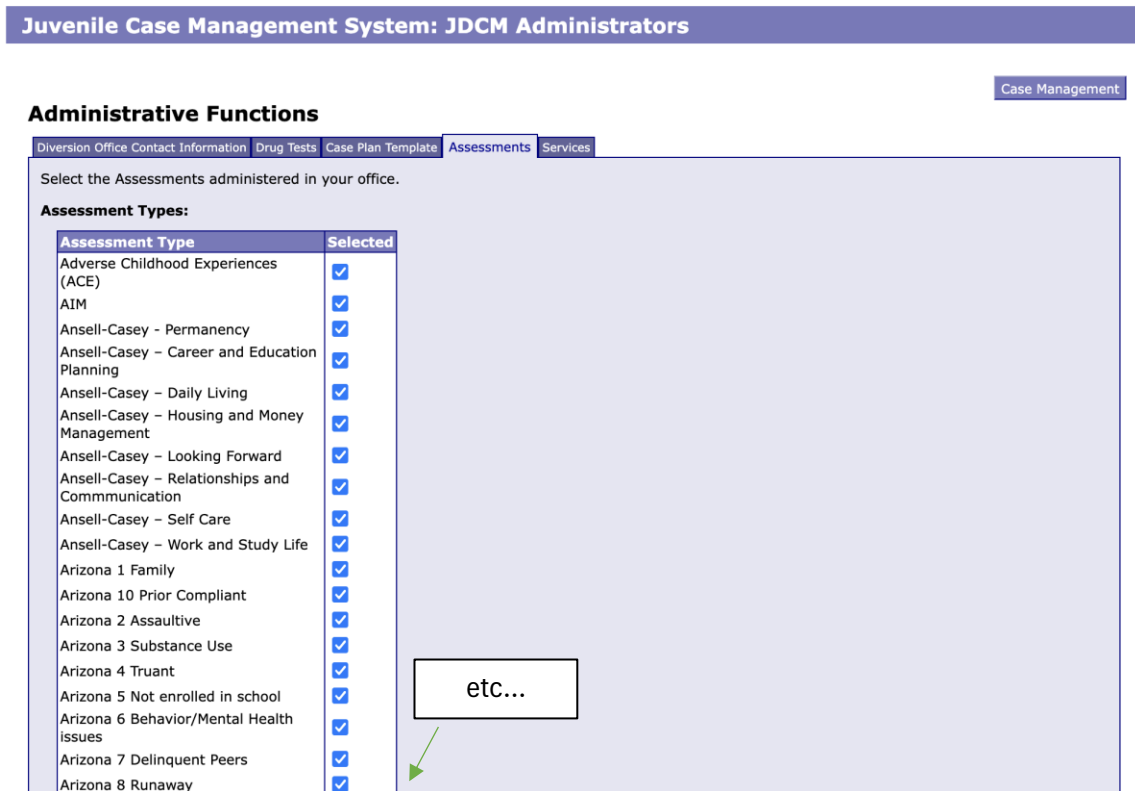 Juvenile Case Management System: JDCM Administrators
Case Management
Administrative Functions
Diversion Office Contact Information Drug Tests Case Plan Template Assessments Services
Select the Assessments administered in your office.
Assessment Types:
Assessment Type Selected
Adverse Childhood Experiences
(ACE)
AIM
Ansell-Casey - Permanency
Ansell-Casey – Career and Education
Planning
Ansell-Casey – Daily Living
Ansell-Casey – Housing and Money
Management
Ansell-Casey – Looking Forward
Ansell-Casey – Relationships and
Commmunication
Ansell-Casey – Self Care
Ansell-Casey – Work and Study Life
Arizona 1 Family
Arizona 10 Prior Compliant
Arizona 2 Assaultive
Arizona 3 Substance Use
Arizona 4 Truant
Arizona 5 Not enrolled in school
Arizona 6 Behavior/Mental Health
issues
Arizona 7 Delinquent Peers
Arizona 8 Runaway
etc...